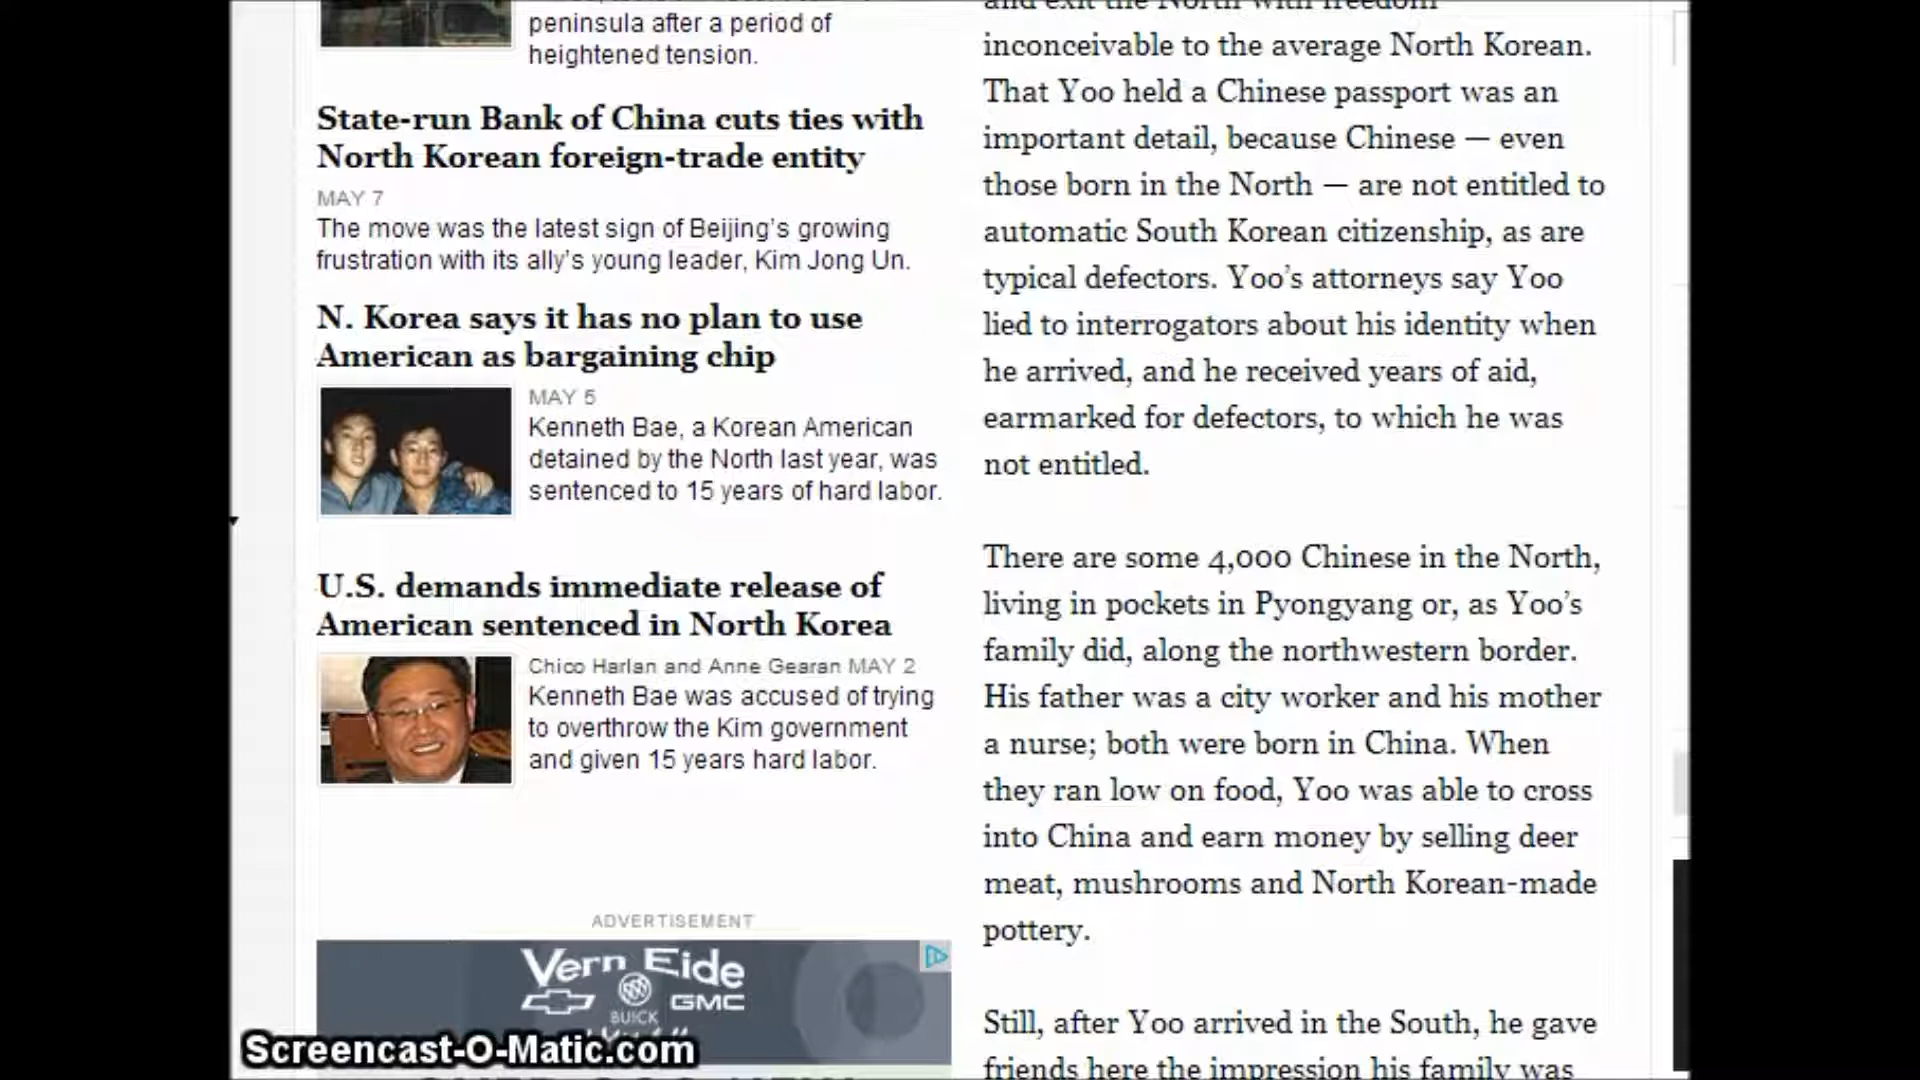 peninsula after a period of
heightened tension.
State-run Bank of China cuts ties with
North Korean foreign-trade entity
MAY 7
The move was the latest sign of Beijing's growing
frustration with its ally's young leader, Kim Jong Un.
N. Korea says it has no plan to use
American as bargaining chip
MAY 5
Kenneth Bae, a Korean American
detained by the North last year, was
sentenced to 15 years of hard labor.
U.S. demands immediate release of
American sentenced in North Korea
Chico Harlan and Anne Gearan MAY 2
Kenneth Bae was accused of trying
to overthrow the Kim government
and given 15 years hard labor.
ADVERTISEMENT
Vern Eide
GMC
BUICK
Screencast-O-Matic.com
and exit the North with freedom
inconceivable to the average North Korean.
That Yoo held a Chinese passport was an
important detail, because Chinese — even
those born in the North — are not entitled to
automatic South Korean citizenship, as are
typical defectors. Yoo's attorneys say Yoo
lied to interrogators about his identity when
he arrived, and he received years of aid,
earmarked for defectors, to which he was
not entitled.
There are some 4,000 Chinese in the North,
living in pockets in Pyongyang or, as Yoo's
family did, along the northwestern border.
His father was a city worker and his mother
a nurse; both were born in China. When
they ran low on food, Yoo was able to cross
into China and earn money by selling deer
meat, mushrooms and North Korean-made
pottery.
Still, after Yoo arrived in the South, he gave
friends here the impression his family was